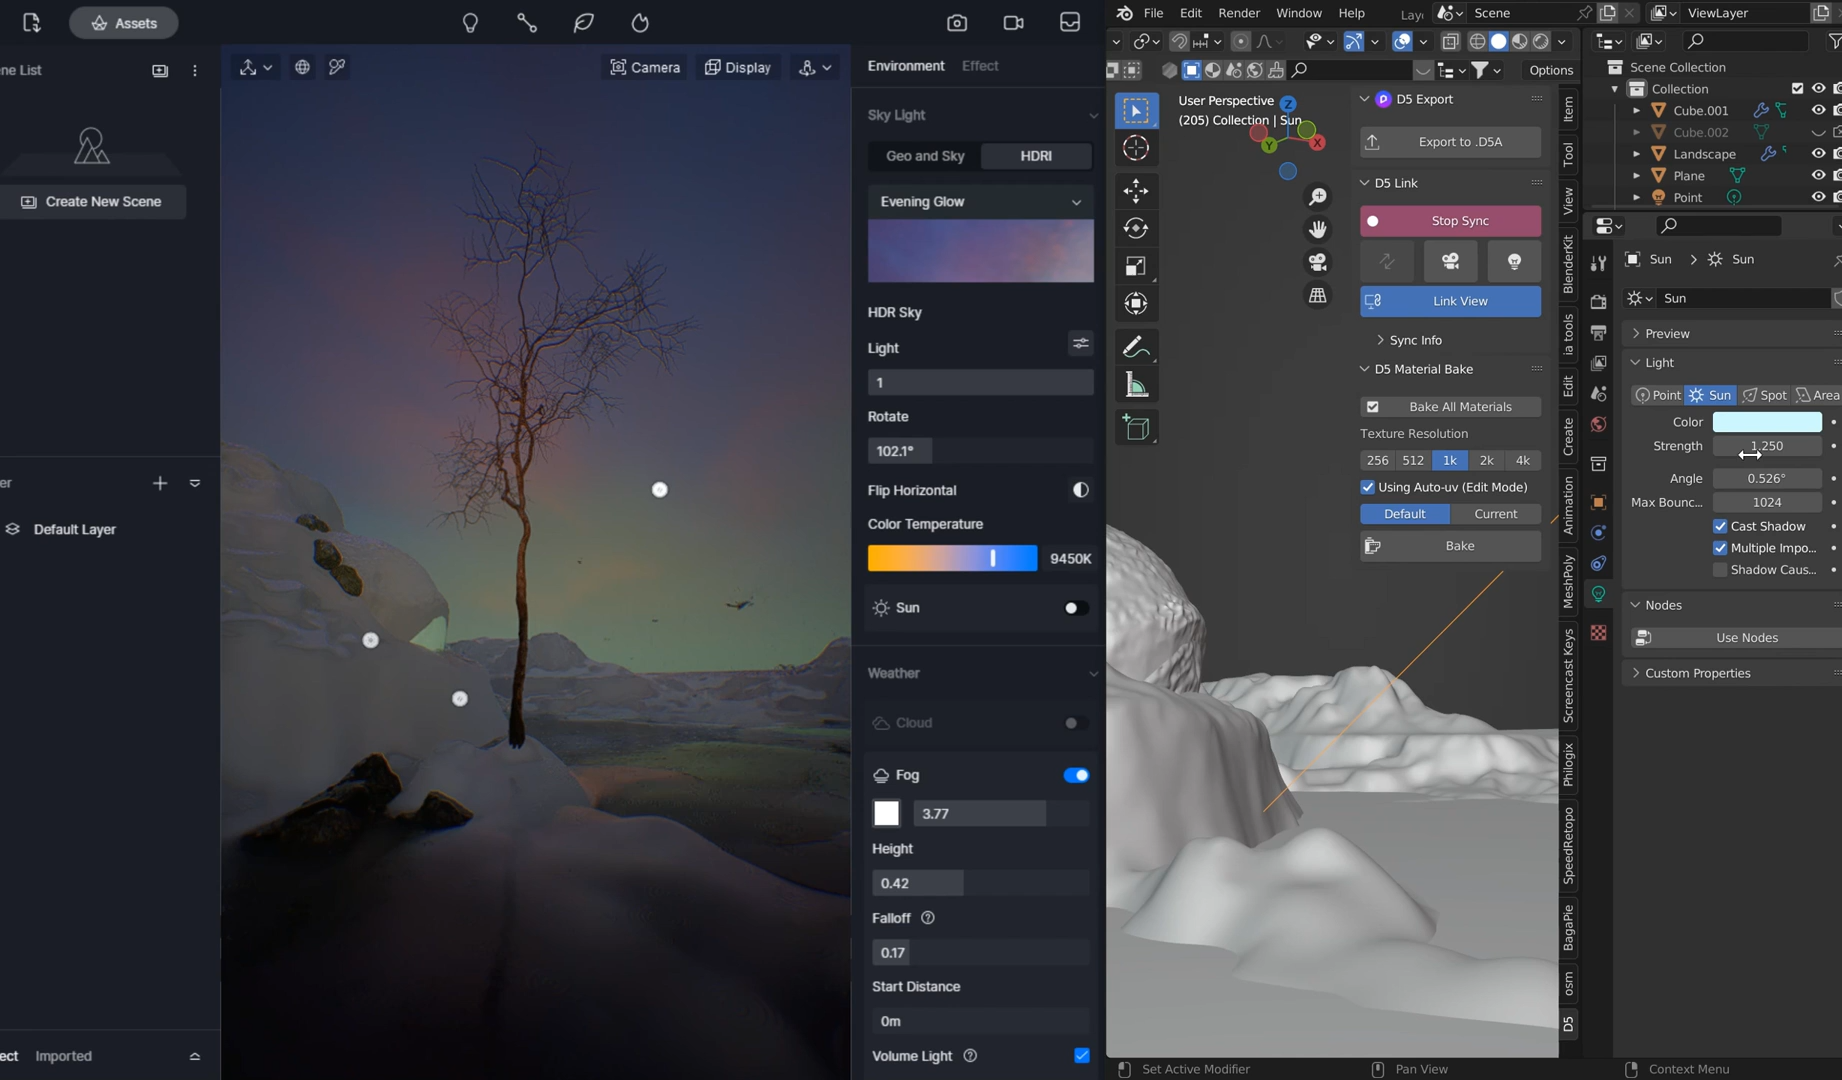 Assets
ne List
Create New Scene
er
Default Layer
ect Imported
Camera
Display
Environment Effect
Sky Light
Geo and Sky HDRI
Evening Glow
HDR Sky
Light
1
Rotate
102.1°
Flip Horizontal
Color Temperature
9450K
Sun
Weather
Cloud
Fog
3.77
Height
0.42
Falloff ?
0.17
Start Distance
0m
Volume Light ?
File Edit Render Window Help Lay Scene ViewLayer
Options
User Perspective
(205) Collection | Sun
Z
Y X
D5 Export
Export to .D5A
D5 Link
Stop Sync
Link View
Sync Info
D5 Material Bake
Bake All Materials
Texture Resolution
256 512 1k 2k 4k
Using Auto-uv (Edit Mode)
Default Current
Bake
Item
Tool
View
BlenderKit
ia tools
Edit
Create
Animation
MeshPoly
Screencast Keys
Philogix
SpeedRetopo
BagaPie
osm
D5
Scene Collection
Collection
Cube.001
Cube.002
Landscape
Plane
Point
Sun > Sun
Sun
Preview
Light
Point Sun Spot Area
Color
Strength 1.250
Angle 0.526°
Max Bounc... 1024
Cast Shadow
Multiple Impo...
Shadow Caus...
Nodes
Use Nodes
Custom Properties
Set Active Modifier Pan View Context Menu